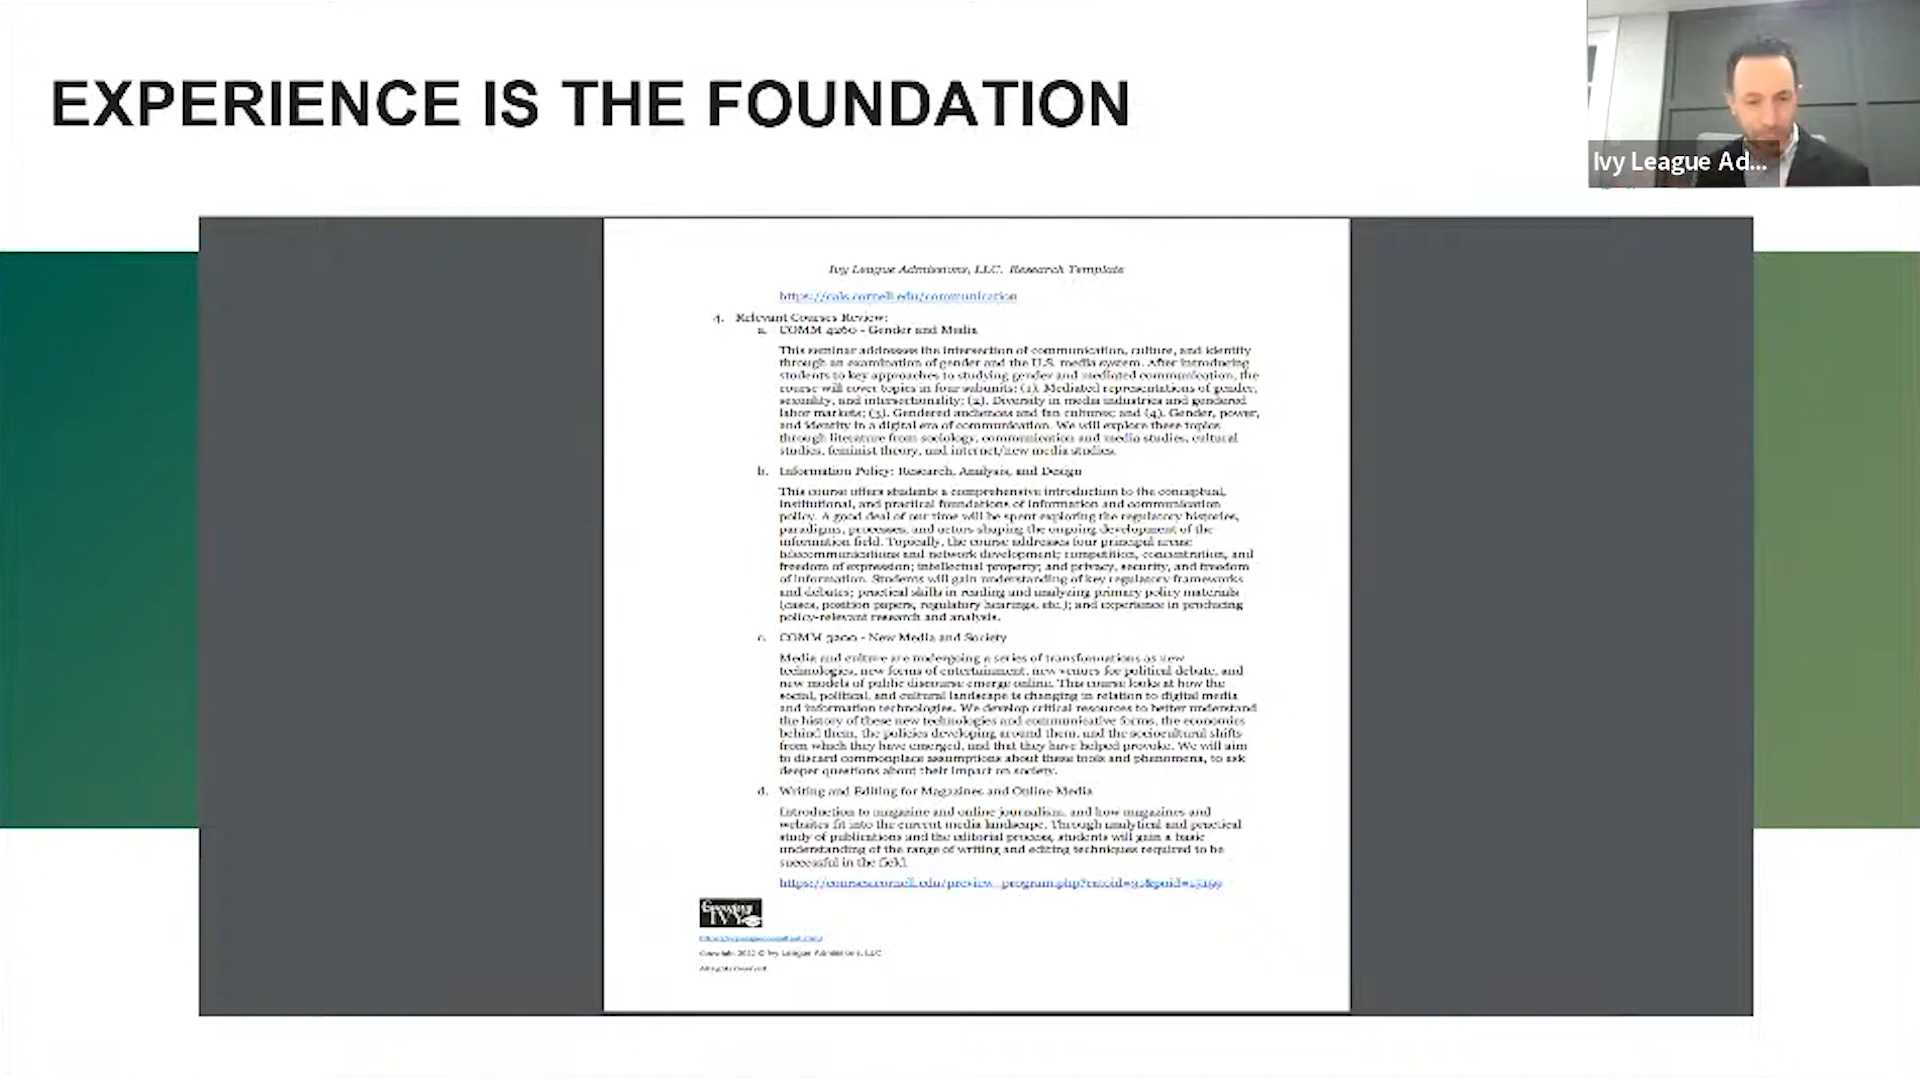 EXPERIENCE IS THE FOUNDATION
Ivy League Ad...
Ivy League Admissions, LLC. Research Template
https://cals.cornell.edu/communication
4. Relevant Courses Review:
a. COMM 4260 - Gender and Media
This seminar addresses the intersection of communication, culture, and identity
through an examination of gender and the U.S. media system. After introducing
students to key approaches to studying gender and mediated communication, the
course will cover topics in four subunits: (1). Mediated representations of gender,
sexuality, and intersectionality; (2). Diversity in media industries and gendered
labor markets; (3). Gendered audiences and fan cultures; and (4). Gender, power,
and identity in a digital era of communication. We will explore these topics
through literature from sociology, communication and media studies, cultural
studies, feminist theory, and internet/new media studies.
b. Information Policy: Research, Analysis, and Design
This course offers students a comprehensive introduction to the conceptual,
institutional, and practical foundations of information and communication
policy. A good deal of our time will be spent exploring the regulatory histories,
paradigms, processes, and actors shaping the ongoing development of the
information field. Topically, the course addresses four principal areas:
telecommunications and network development; competition, concentration, and
freedom of expression; intellectual property; and privacy, security, and freedom
of information. Students will gain understanding of key regulatory frameworks
and debates; practical skills in reading and analyzing primary policy materials
(cases, position papers, regulatory hearings, etc.); and experience in producing
policy-relevant research and analysis.
c. COMM 3200 - New Media and Society
Media and culture are undergoing a series of transformations as new
technologies, new forms of entertainment, new venues for political debate, and
new models of public discourse emerge online. This course looks at how the
social, political, and cultural landscape is changing in relation to digital media
and information technologies. We develop critical resources to better understand
the history of these new technologies and communicative forms, the economics
behind them, the policies developing around them, and the sociocultural shifts
from which they have emerged, and that they have helped provoke. We will aim
to discard commonplace assumptions about these tools and phenomena, to ask
deeper questions about their impact on society.
d. Writing and Editing for Magazines and Online Media
Introduction to magazine and online journalism, and how magazines and
websites fit into the current media landscape. Through analytical and practical
study of publications and the editorial process, students will gain a basic
understanding of the range of writing and editing techniques required to be
successful in the field.
Growing
IVY
Copyright 2022 © Ivy League Admissions, LLC
All rights reserved